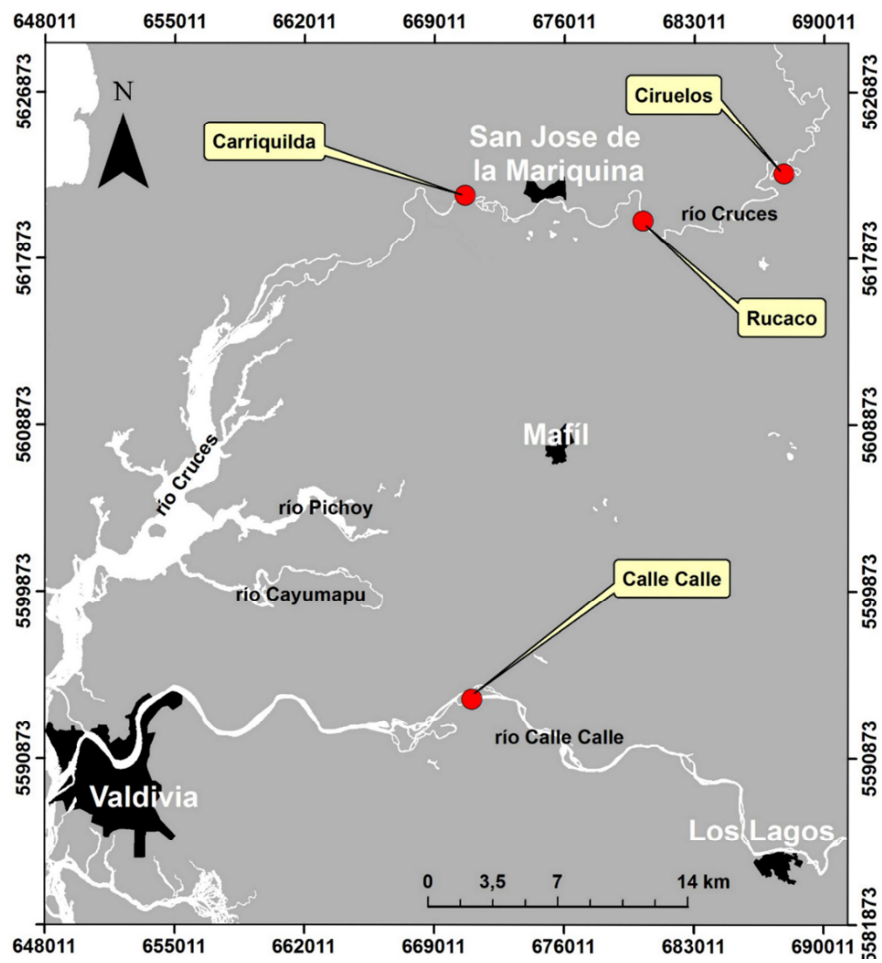 648011 655011 662011 669011 676011 683011 690011
5626873
5626873
N
Ciruelos
Carriquilda
San Jose de
la Mariquina
río Cruces
5617873
5617873
Rucaco
5608873
5608873
Mafíl
río Cruces
río Pichoy
5599873
5599873
Calle Calle
río Cayumapu
río Calle Calle
5590873
5590873
Valdivia
Los Lagos
0 3,5 7 14 km
5581873
648011 655011 662011 669011 676011 683011 690011